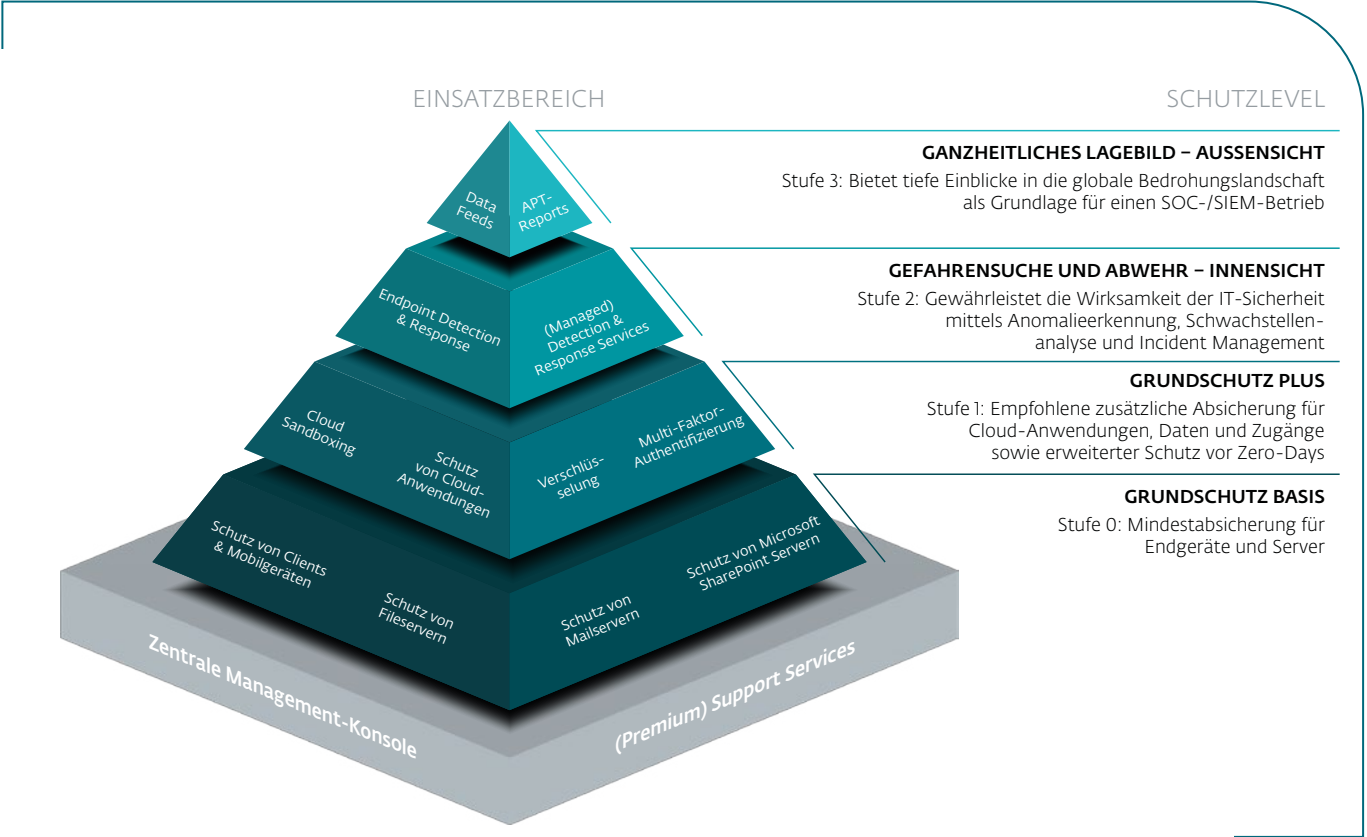 EINSATZBEREICH
SCHUTZLEVEL
Data
Feeds
APT-
Reports
GANZHEITLICHES LAGEBILD – AUSSENSICHT
Stufe 3: Bietet tiefe Einblicke in die globale Bedrohungslandschaft
als Grundlage für einen SOC-/SIEM-Betrieb
Endpoint Detection
& Response
(Managed)
Detection &
Response Services
GEFAHRENSUCHE UND ABWEHR – INNENSICHT
Stufe 2: Gewährleistet die Wirksamkeit der IT-Sicherheit
mittels Anomalieerkennung, Schwachstellen-
analyse und Incident Management
Cloud
Sandboxing
Schutz
von Cloud-
Anwendungen
Verschlüs-
selung
Multi-Faktor-
Authentifizierung
GRUNDSCHUTZ PLUS
Stufe 1: Empfohlene zusätzliche Absicherung für
Cloud-Anwendungen, Daten und Zugänge
sowie erweiterter Schutz vor Zero-Days
Schutz von Clients
& Mobilgeräten
Schutz von
Fileservern
Schutz von
Mailservern
Schutz von Microsoft
SharePoint Servern
GRUNDSCHUTZ BASIS
Stufe 0: Mindestabsicherung für
Endgeräte und Server
Zentrale Management-Konsole
(Premium) Support Services